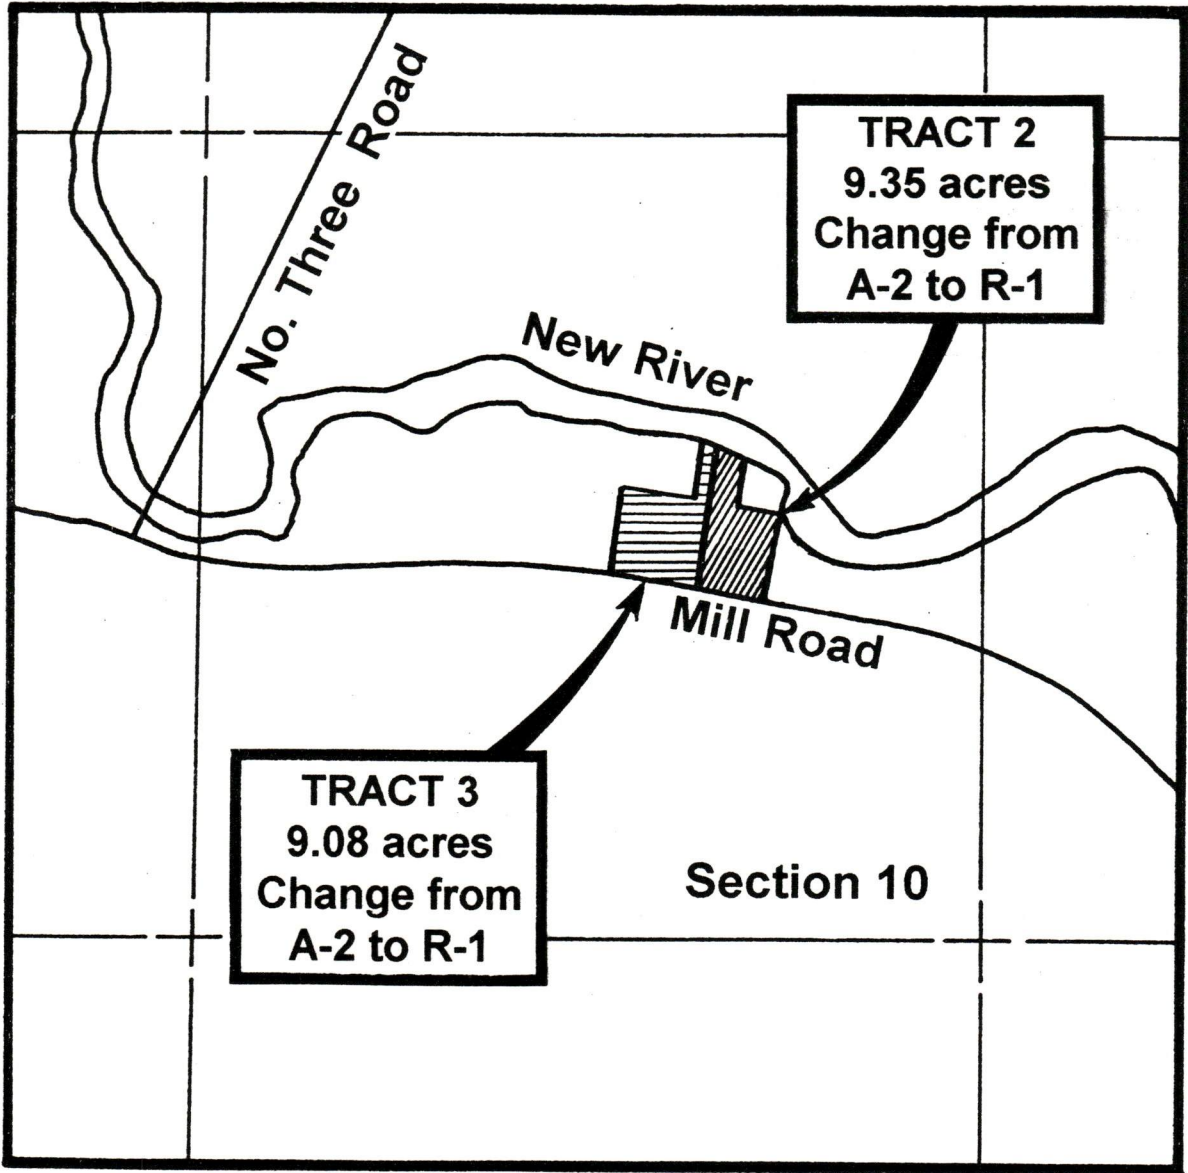 No. Three Road
TRACT 2
9.35 acres
Change from
A-2 to R-1
New River
Mill Road
TRACT 3
9.08 acres
Change from
A-2 to R-1
Section 10